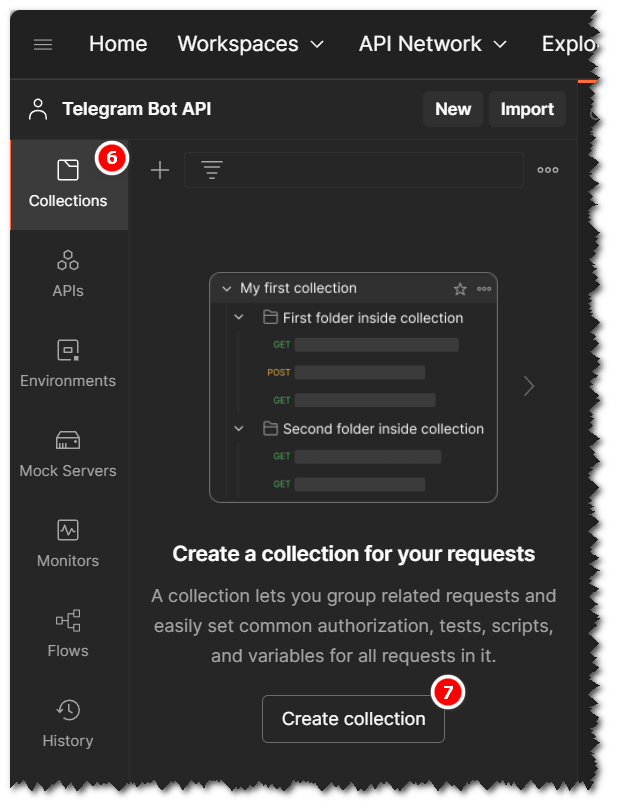 Home Workspaces API Network Explo
Telegram Bot API New Import
6
Collections
My first collection
First folder inside collection
GET
POST
GET
Second folder inside collection
GET
GET
APIs
Environments
Mock Servers
Monitors
Flows
History
Create a collection for your requests
A collection lets you group related requests and
easily set common authorization, tests, scripts,
and variables for all requests in it.
7
Create collection